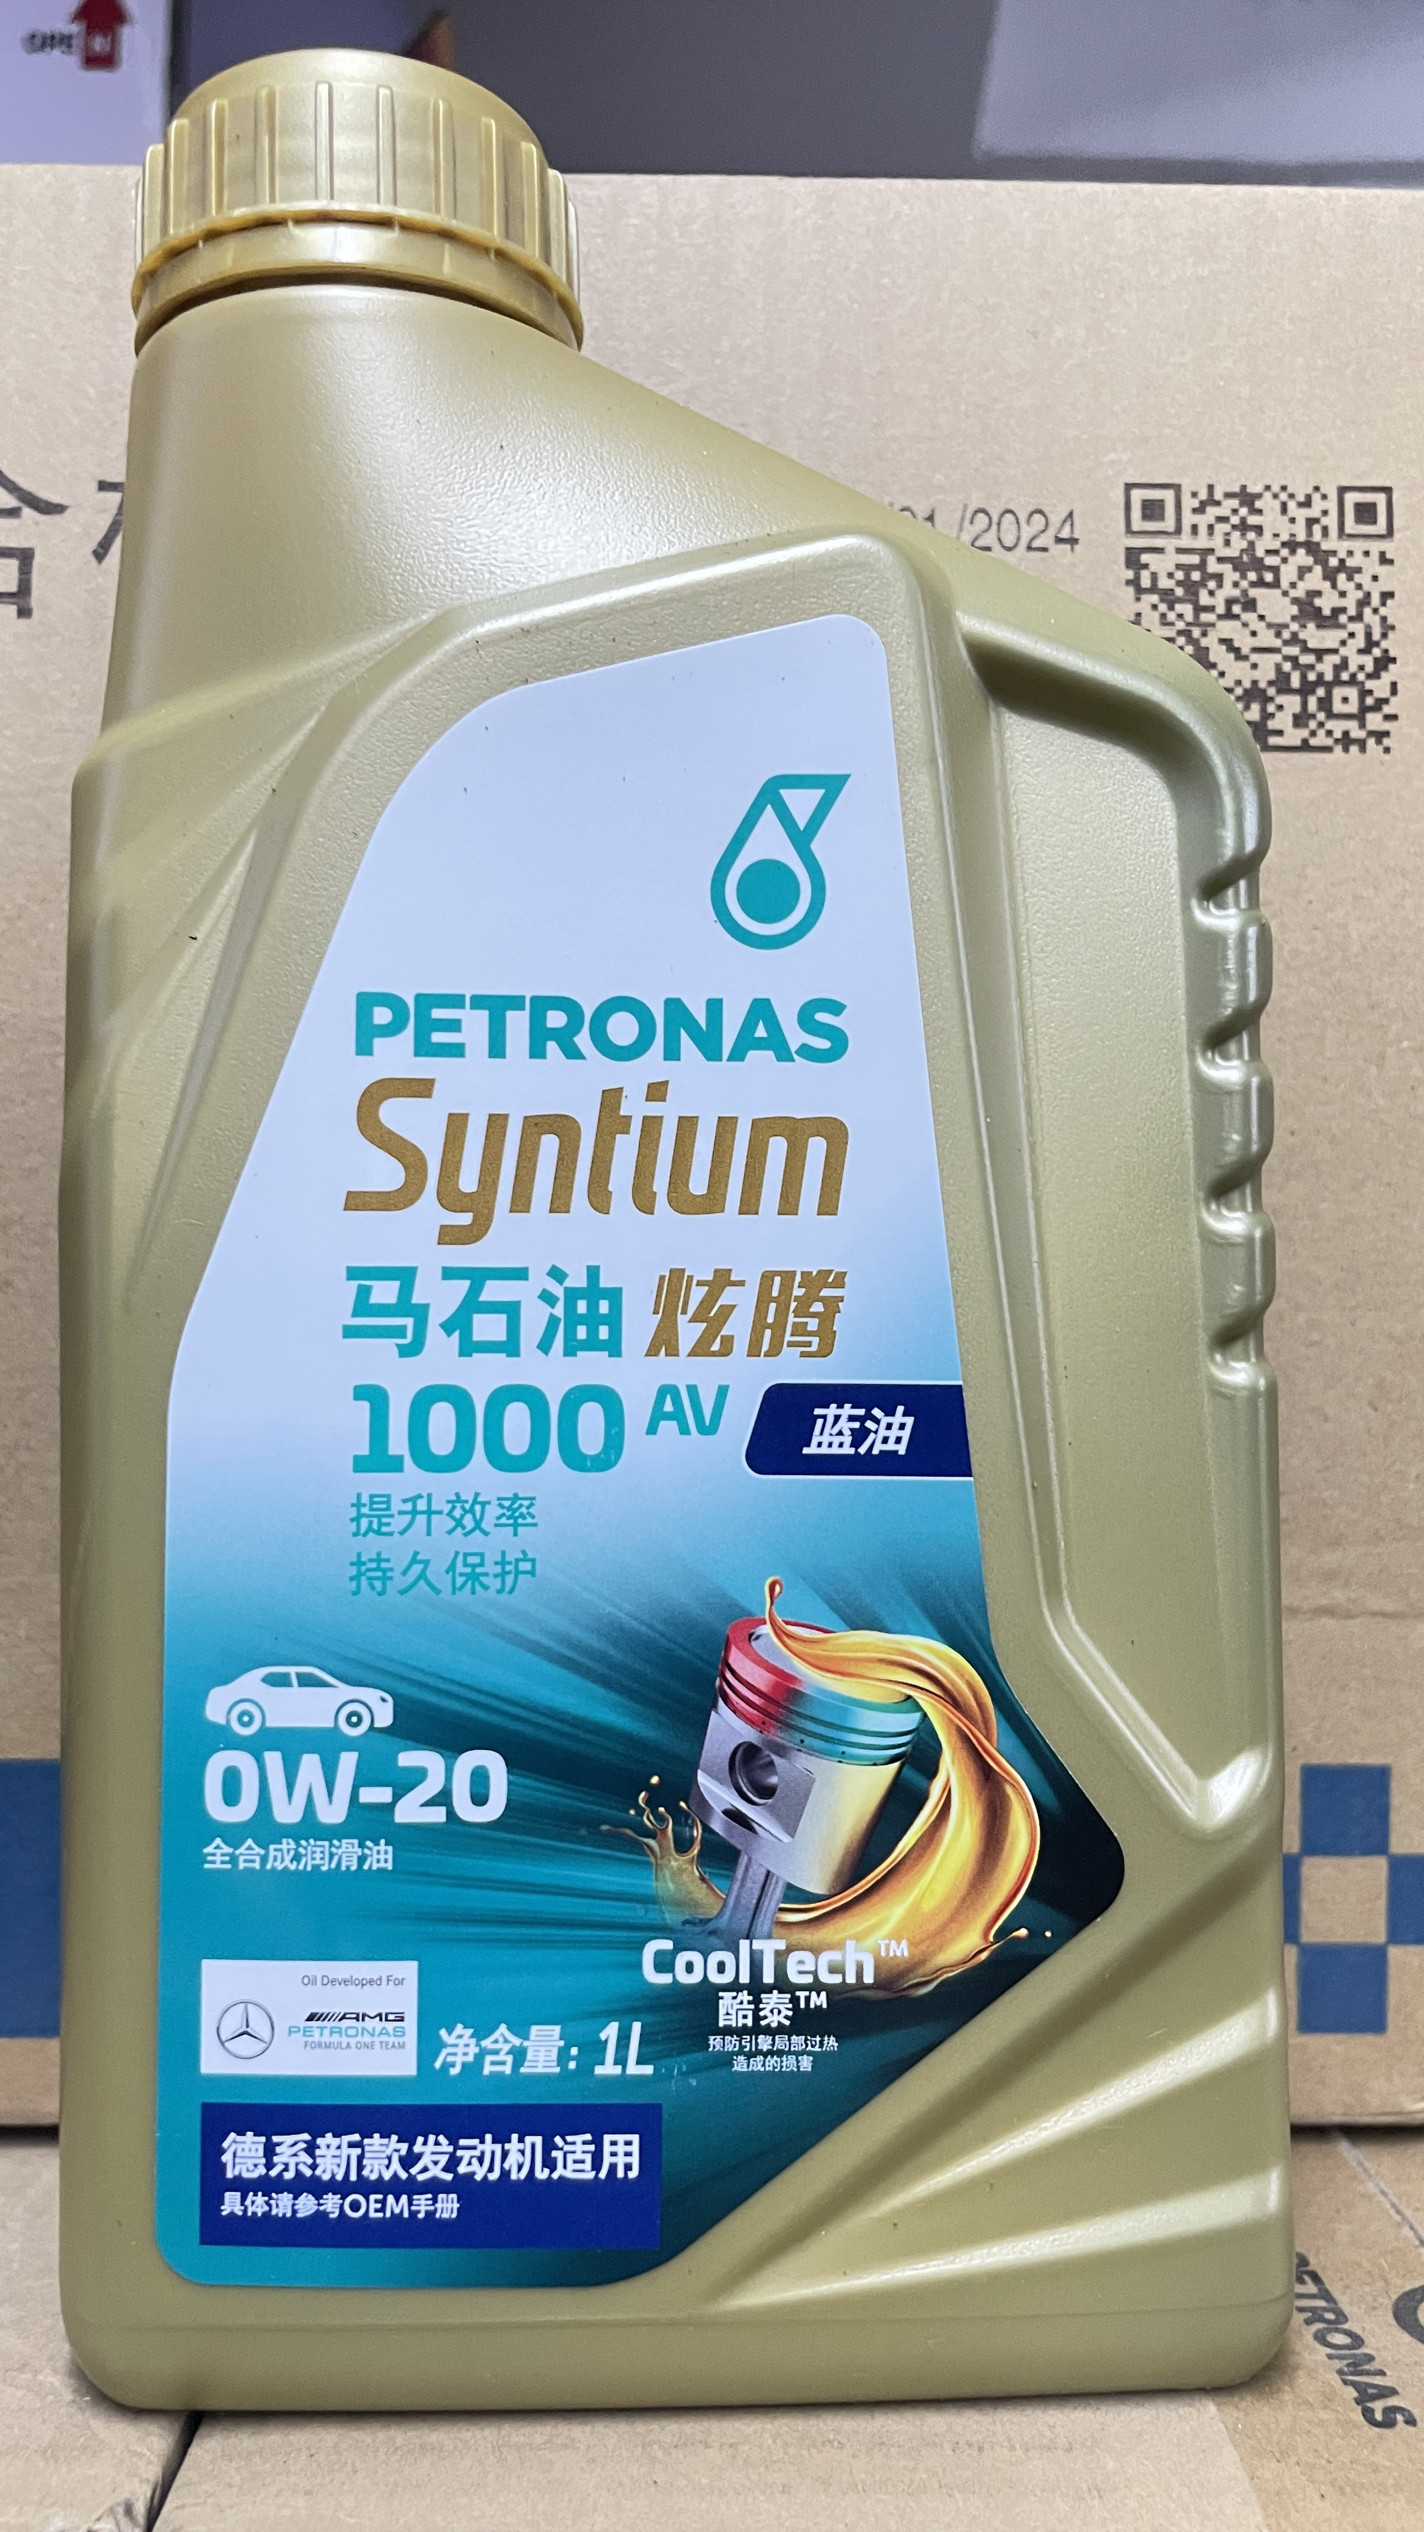 /2024
PETRONAS
Syntium
马石油 炫腾
1000 AV 蓝油
提升效率
持久保护
0W-20
全合成润滑油
CoolTech™
酷泰™
预防引擎局部过热
造成的损害
Oil Developed For
AMG
PETRONAS
FORMULA ONE TEAM
净含量: 1L
德系新款发动机适用
具体请参考OEM手册
PETRONAS